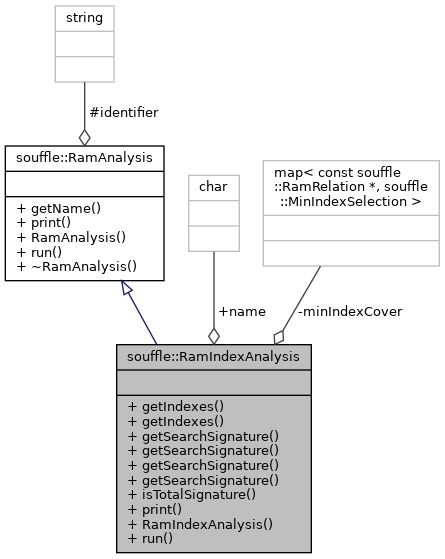 string
#identifier
souffle::RamAnalysis
+ getName()
+ print()
+ RamAnalysis()
+ run()
+ ~RamAnalysis()
char
map< const souffle
::RamRelation *, souffle
::MinIndexSelection >
+name
-minIndexCover
souffle::RamIndexAnalysis
+ getIndexes()
+ getIndexes()
+ getSearchSignature()
+ getSearchSignature()
+ getSearchSignature()
+ getSearchSignature()
+ isTotalSignature()
+ print()
+ RamIndexAnalysis()
+ run()